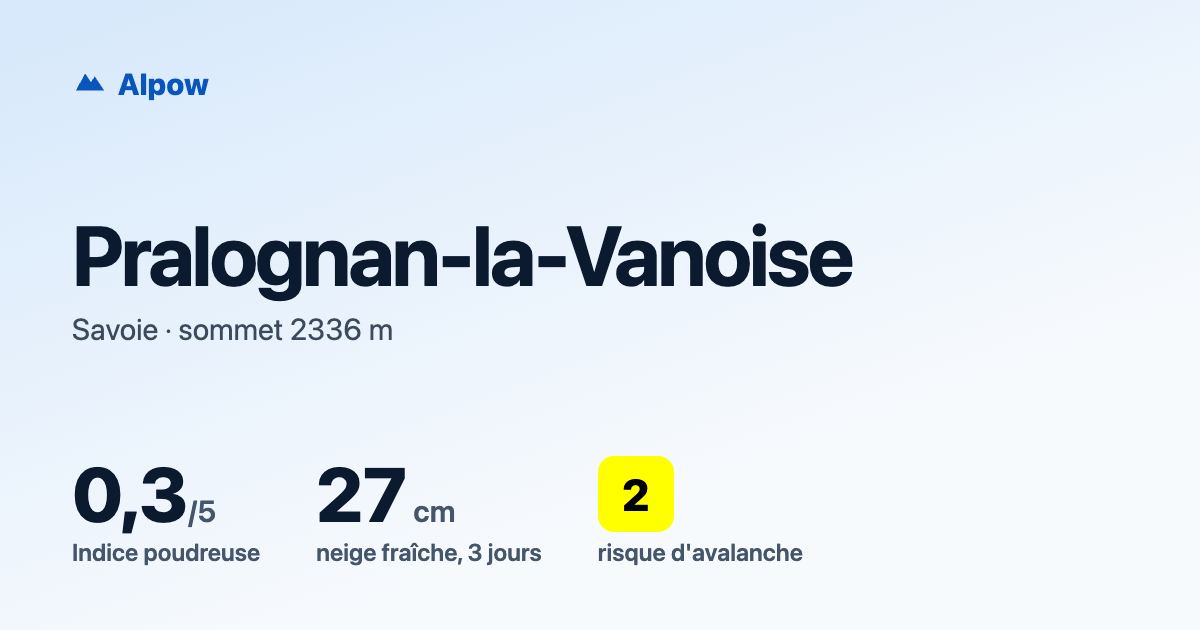 Alpow
Pralognan-la-Vanoise
Savoie · sommet 2336 m
0,3/5
Indice poudreuse
27 cm
neige fraîche, 3 jours
2
risque d'avalanche